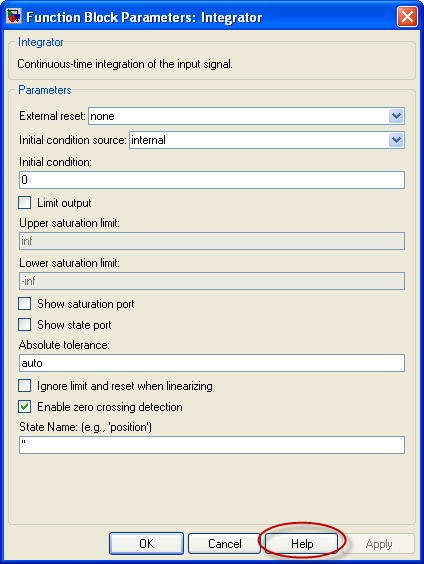 Function Block Parameters: Integrator
Integrator
Continuous-time integration of the input signal.
Parameters
External reset: none
Initial condition source: internal
Initial condition:
0
Limit output
Upper saturation limit:
inf
Lower saturation limit:
-inf
Show saturation port
Show state port
Absolute tolerance:
auto
Ignore limit and reset when linearizing
Enable zero crossing detection
State Name: (e.g., 'position')
''
OK Cancel Help Apply